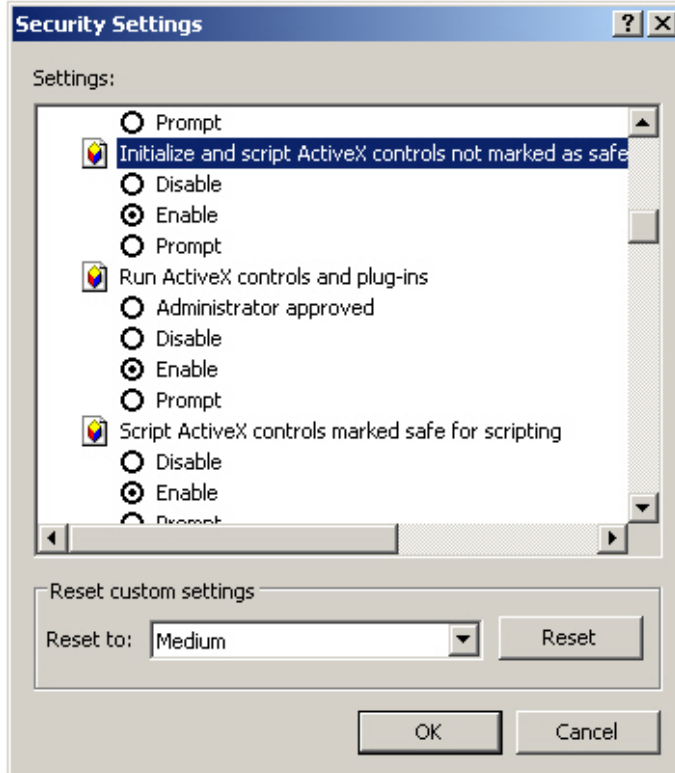 Security Settings
Settings:
Prompt
Initialize and script ActiveX controls not marked as safe
Disable
Enable
Prompt
Run ActiveX controls and plug-ins
Administrator approved
Disable
Enable
Prompt
Script ActiveX controls marked safe for scripting
Disable
Enable
Prompt
Reset custom settings
Reset to: Medium Reset
OK Cancel